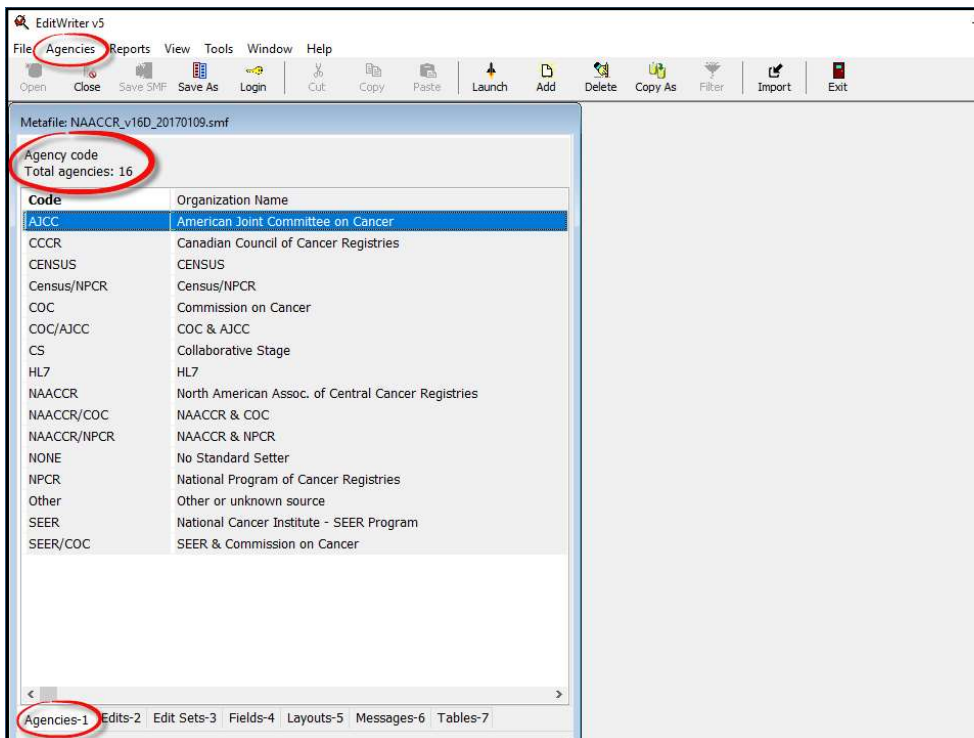 EditWriter v5
File Agencies Reports View Tools Window Help
Open Close Save SMF Save As Login Cut Copy Paste Launch Add Delete Copy As Filter Import Exit
Metafile: NAACCR_v16D_20170109.smf
Agency code
Total agencies: 16
Code Organization Name
AJCC American Joint Committee on Cancer
CCCR Canadian Council of Cancer Registries
CENSUS CENSUS
Census/NPCR Census/NPCR
COC Commission on Cancer
COC/AJCC COC & AJCC
CS Collaborative Stage
HL7 HL7
NAACCR North American Assoc. of Central Cancer Registries
NAACCR/COC NAACCR & COC
NAACCR/NPCR NAACCR & NPCR
NONE No Standard Setter
NPCR National Program of Cancer Registries
Other Other or unknown source
SEER National Cancer Institute - SEER Program
SEER/COC SEER & Commission on Cancer
Agencies-1 Edits-2 Edit Sets-3 Fields-4 Layouts-5 Messages-6 Tables-7